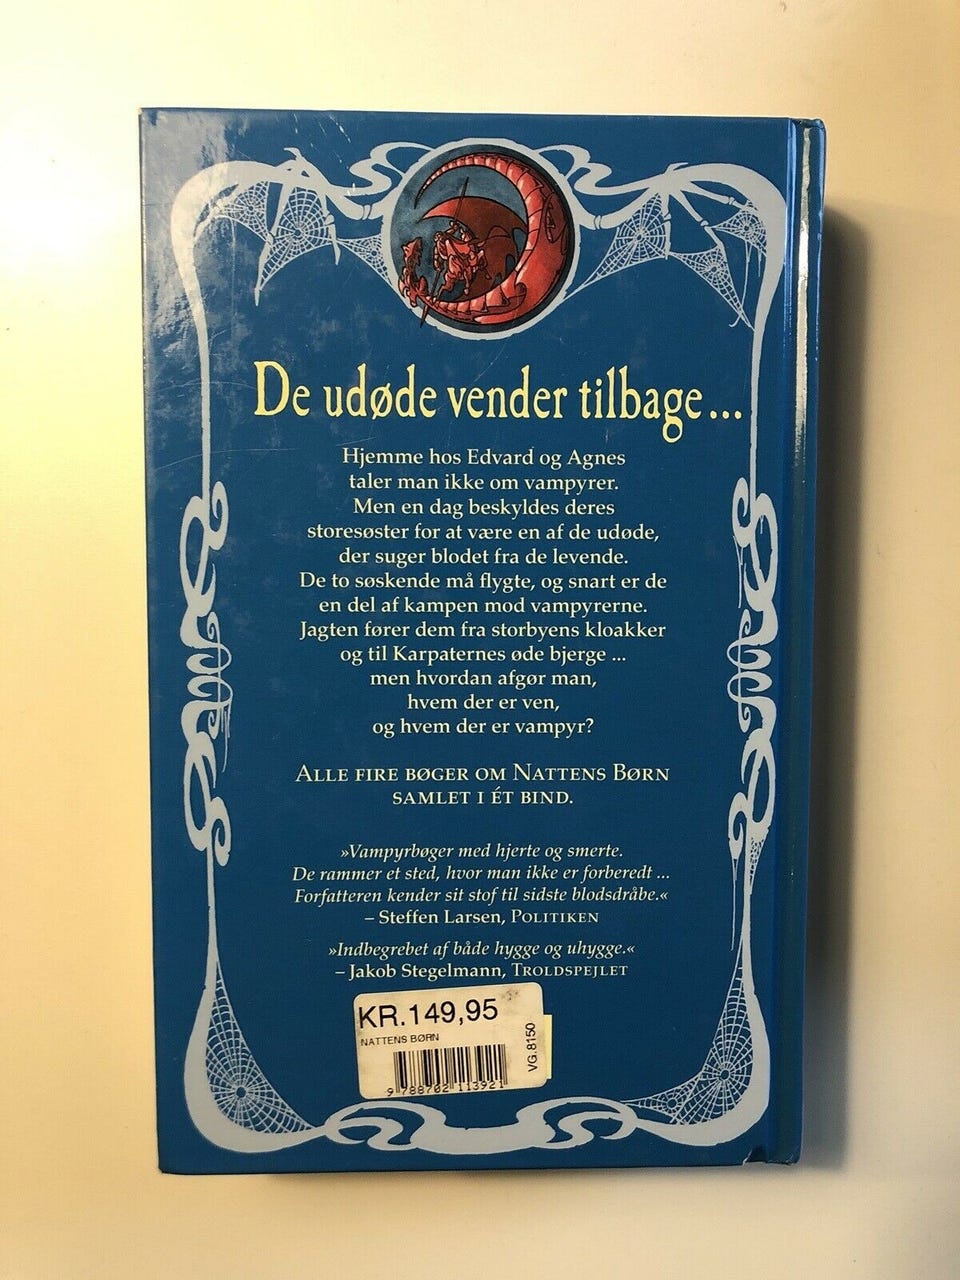 De udøde vender tilbage...
Hjemme hos Edvard og Agnes
taler man ikke om vampyrer.
Men en dag beskyldes deres
storesøster for at være en af de udøde,
der suger blodet fra de levende.
De to søskende må flygte, og snart er de
en del af kampen mod vampyrerne.
Jagten fører dem fra storbyens kloakker
og til Karpaternes øde bjerge ...
men hvordan afgør man,
hvem der er ven,
og hvem der er vampyr?
ALLE FIRE BØGER OM NATTENS BØRN
SAMLET I ÉT BIND.
»Vampyrbøger med hjerte og smerte.
De rammer et sted, hvor man ikke er forberedt ...
Forfatteren kender sit stof til sidste blodsdråbe.«
– Steffen Larsen, POLITIKEN
»Indbegrebet af både hygge og uhygge.«
– Jakob Stegelmann, TROLDSPEJLET
KR.149,95
NATTENS BØRN
VG.8150
9 788702 113921